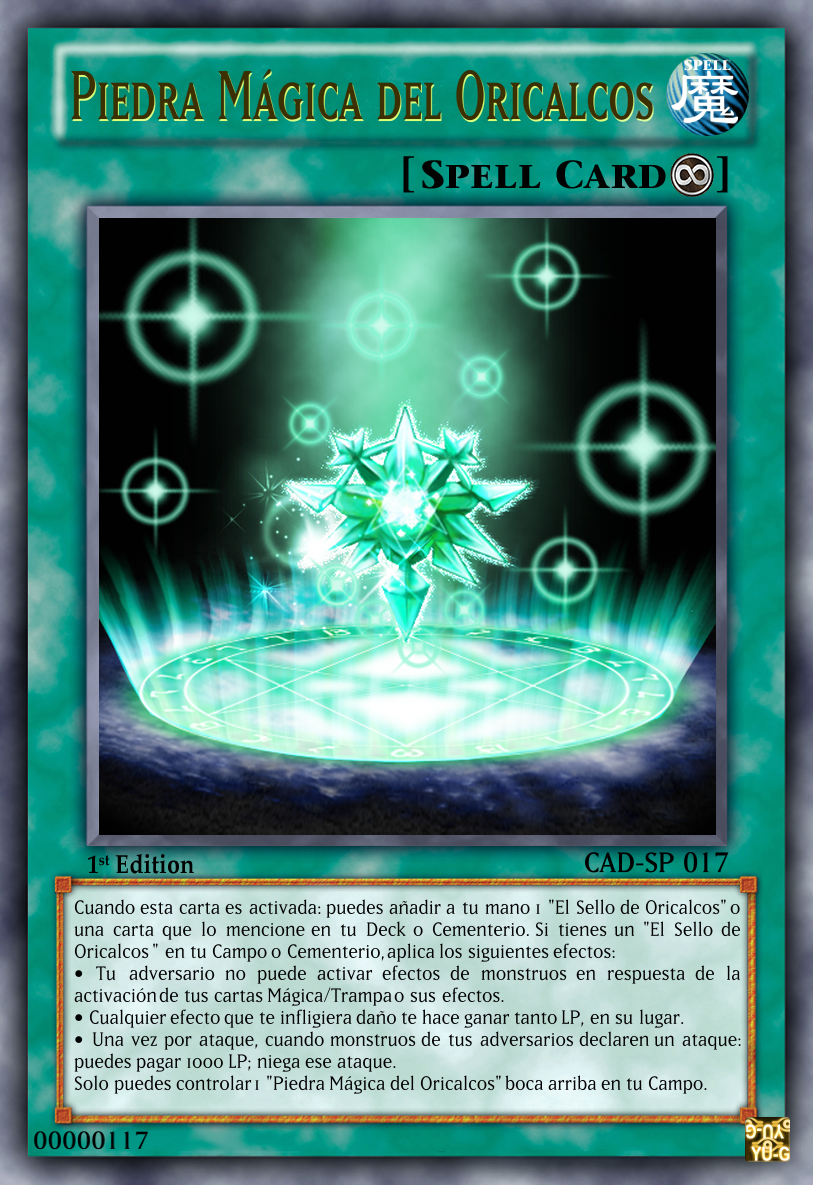 PIEDRA MÁGICA DEL ORICALCOS
SPELL
魔
[SPELL CARD∞]
1st Edition
CAD-SP 017
Cuando esta carta es activada: puedes añadir a tu mano 1 "El Sello de Oricalcos" o
una carta que lo mencione en tu Deck o Cementerio. Si tienes un "El Sello de
Oricalcos " en tu Campo o Cementerio, aplica los siguientes efectos:
• Tu adversario no puede activar efectos de monstruos en respuesta de la
activación de tus cartas Mágica/Trampa o sus efectos.
• Cualquier efecto que te infligiera daño te hace ganar tanto LP, en su lugar.
• Una vez por ataque, cuando monstruos de tus adversarios declaren un ataque:
puedes pagar 1000 LP; niega ese ataque.
Solo puedes controlar 1 "Piedra Mágica del Oricalcos" boca arriba en tu Campo.
00000117